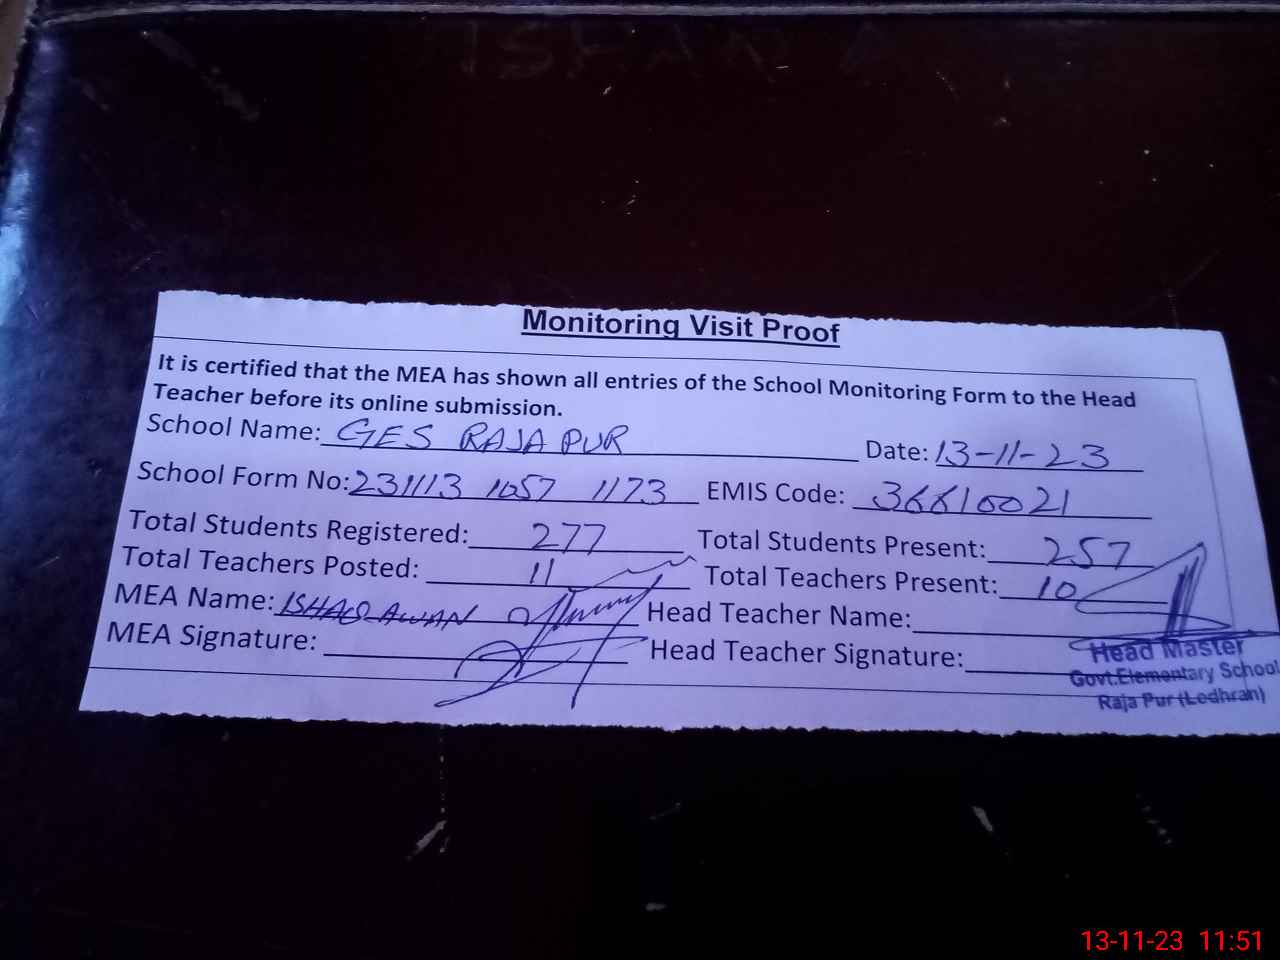 Monitoring Visit Proof
It is certified that the MEA has shown all entries of the School Monitoring Form to the Head
Teacher before its online submission.
School Name: GES RAJA PUR Date: 13-11-23
School Form No: 231113 1057 1173 EMIS Code: 36610021
Total Students Registered: 277 Total Students Present: 257
Total Teachers Posted: 11 Total Teachers Present: 10
MEA Name: ISHAQ AWAN Head Teacher Name:
MEA Signature: Head Teacher Signature:
Head Master
Govt.Elementary School
Raja Pur (Lodhran)
13-11-23 11:51